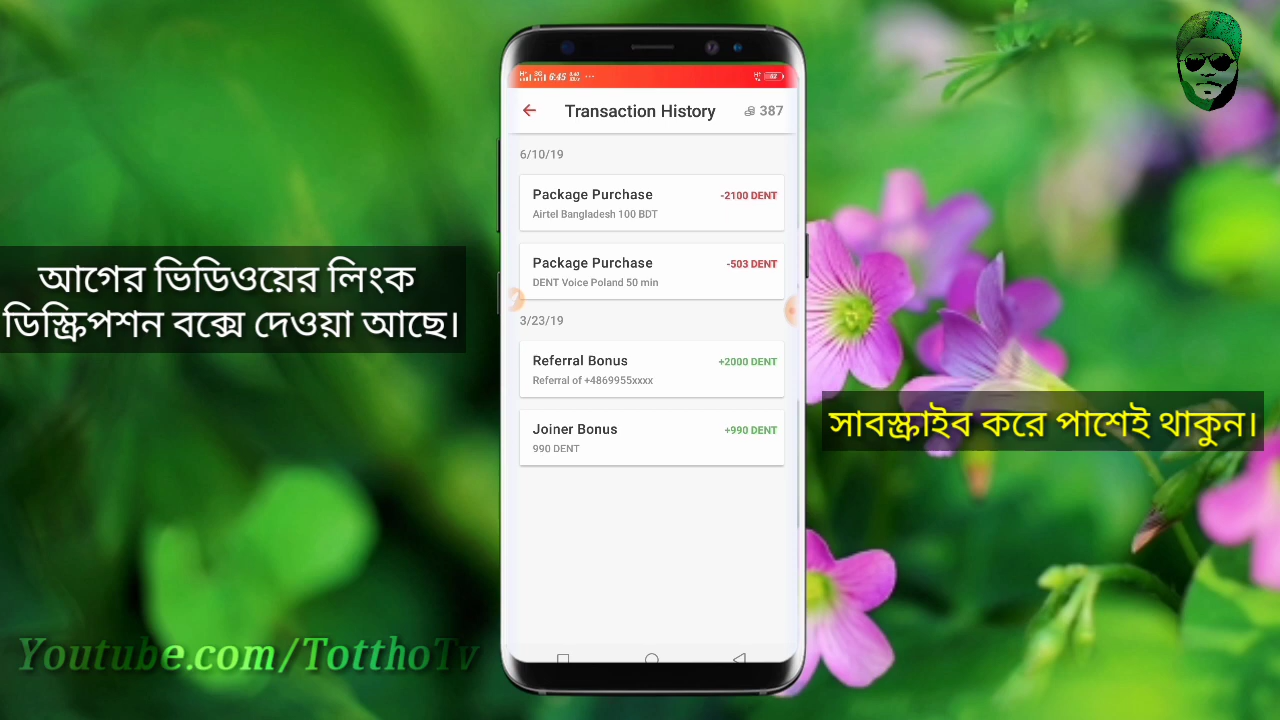 6:45
Transaction History
387
6/10/19
Package Purchase
-2100 DENT
Airtel Bangladesh 100 BDT
Package Purchase
-503 DENT
DENT Voice Poland 50 min
3/23/19
Referral Bonus
+2000 DENT
Referral of +4869955xxxx
Joiner Bonus
+990 DENT
990 DENT
আগের ভিডিওয়ের লিংক
ডিস্ক্রিপশন বক্সে দেওয়া আছে।
সাবস্ক্রাইব করে পাশেই থাকুন।
Youtube.com/TotthoTv